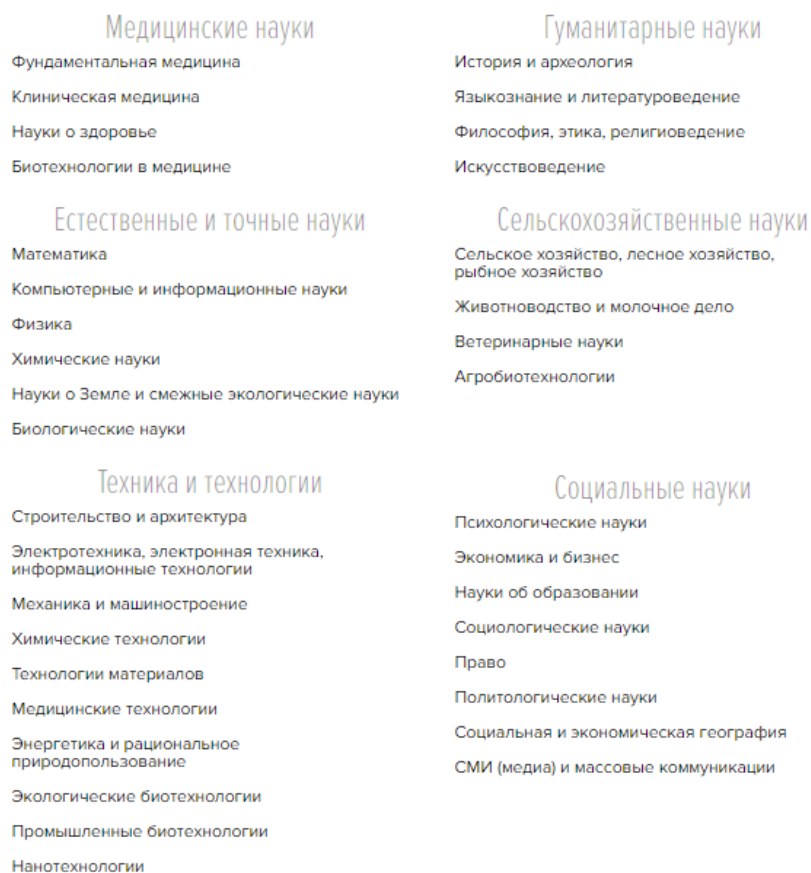 Медицинские науки
Фундаментальная медицина
Клиническая медицина
Науки о здоровье
Биотехнологии в медицине
Гуманитарные науки
История и археология
Языкознание и литературоведение
Философия, этика, религиоведение
Искусствоведение
Естественные и точные науки
Математика
Компьютерные и информационные науки
Физика
Химические науки
Науки о Земле и смежные экологические науки
Биологические науки
Сельскохозяйственные науки
Сельское хозяйство, лесное хозяйство,
рыбное хозяйство
Животноводство и молочное дело
Ветеринарные науки
Агробиотехнологии
Техника и технологии
Строительство и архитектура
Электротехника, электронная техника,
информационные технологии
Механика и машиностроение
Химические технологии
Технологии материалов
Медицинские технологии
Энергетика и рациональное
природопользование
Экологические биотехнологии
Промышленные биотехнологии
Нанотехнологии
Социальные науки
Психологические науки
Экономика и бизнес
Науки об образовании
Социологические науки
Право
Политологические науки
Социальная и экономическая география
СМИ (медиа) и массовые коммуникации